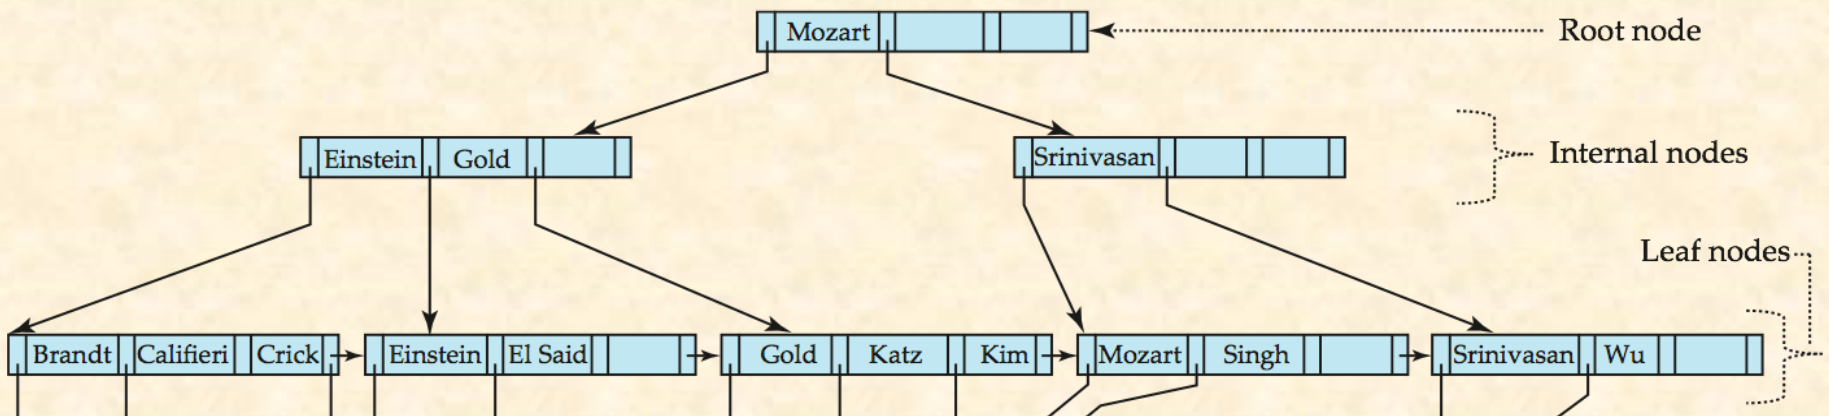 Mozart
Root node
Einstein Gold
Srinivasan
Internal nodes
Leaf nodes
Brandt Califieri Crick Einstein El Said Gold Katz Kim Mozart Singh Srinivasan Wu